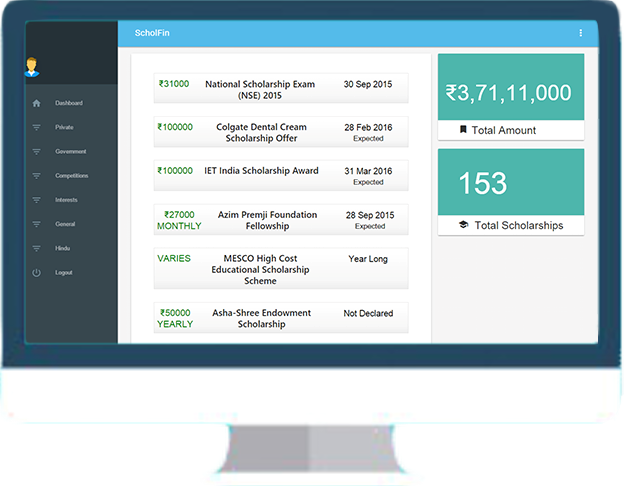 ScholFin
Dashboard
Private
Government
Competitions
Interests
General
Hindu
Logout
₹31000 National Scholarship Exam 30 Sep 2015
(NSE) 2015
₹100000 Colgate Dental Cream 28 Feb 2016
Scholarship Offer Expected
₹100000 IET India Scholarship Award 31 Mar 2016
Expected
₹27000 Azim Premji Foundation 28 Sep 2015
MONTHLY Fellowship Expected
VARIES MESCO High Cost Year Long
Educational Scholarship
Scheme
₹50000 Asha-Shree Endowment Not Declared
YEARLY Scholarship
₹3,71,11,000
Total Amount
153
Total Scholarships